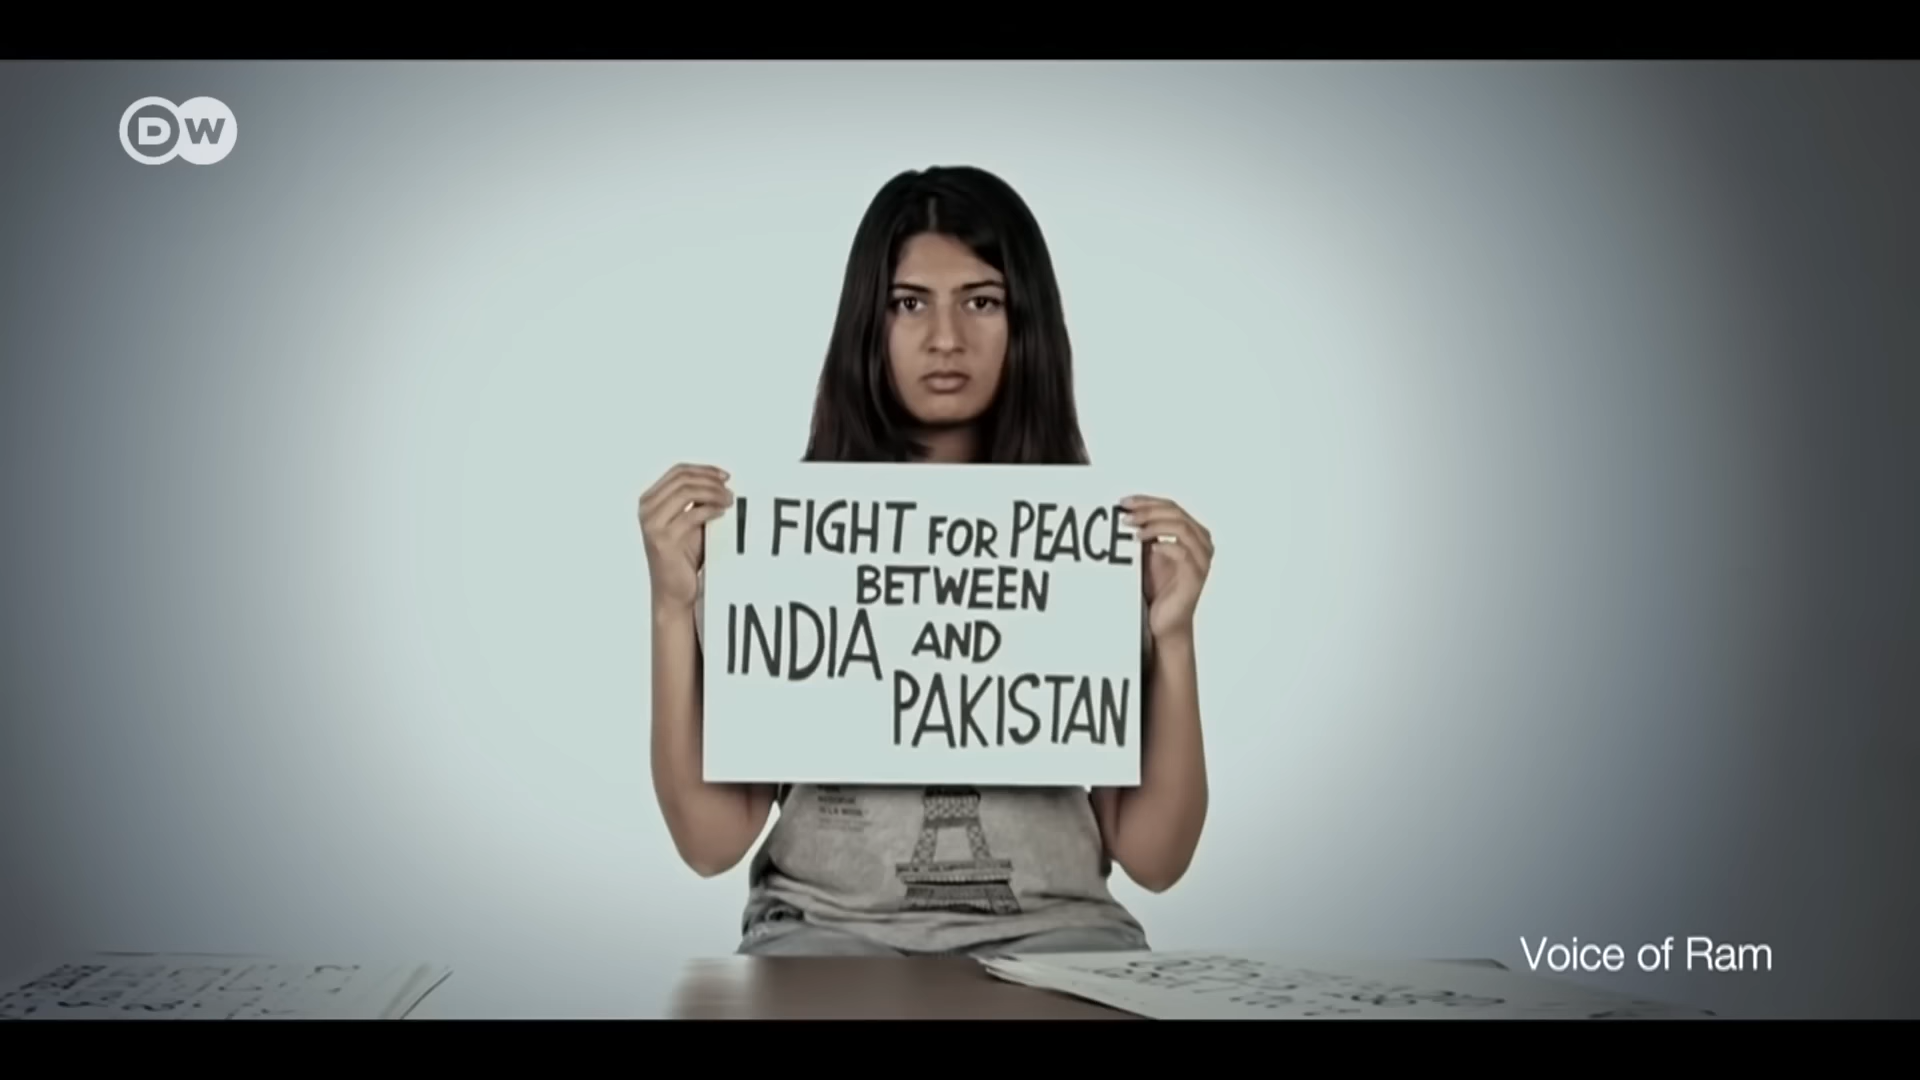 DW
I FIGHT FOR PEACE
BETWEEN
INDIA AND
PAKISTAN
Voice of Ram